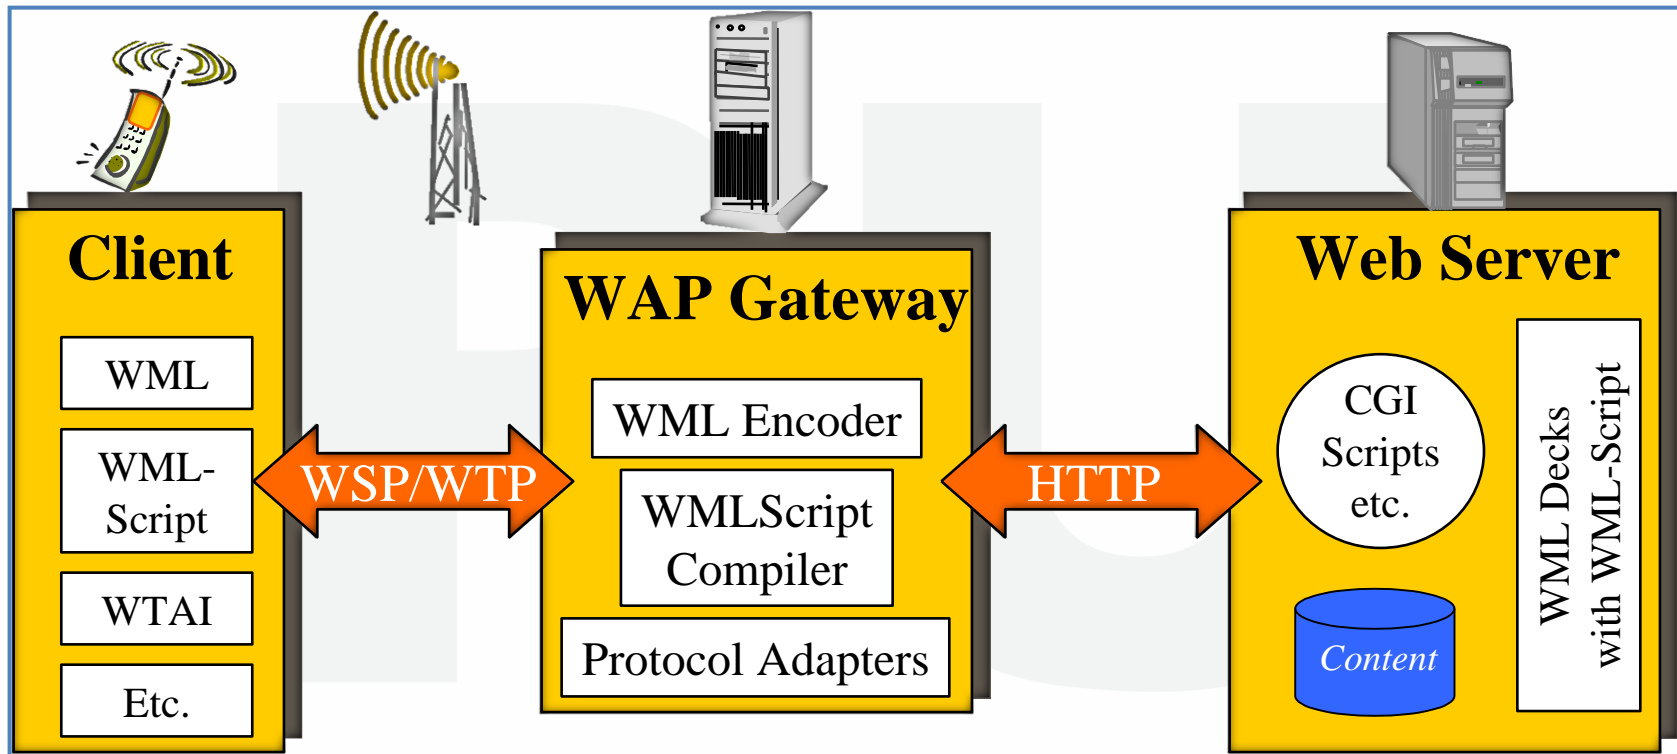 Client
WML
WML-
Script
WTAI
Etc.
WSP/WTP
WAP Gateway
WML Encoder
WMLScript
Compiler
Protocol Adapters
HTTP
Web Server
CGI
Scripts
etc.
Content
WML Decks
with WML-Script